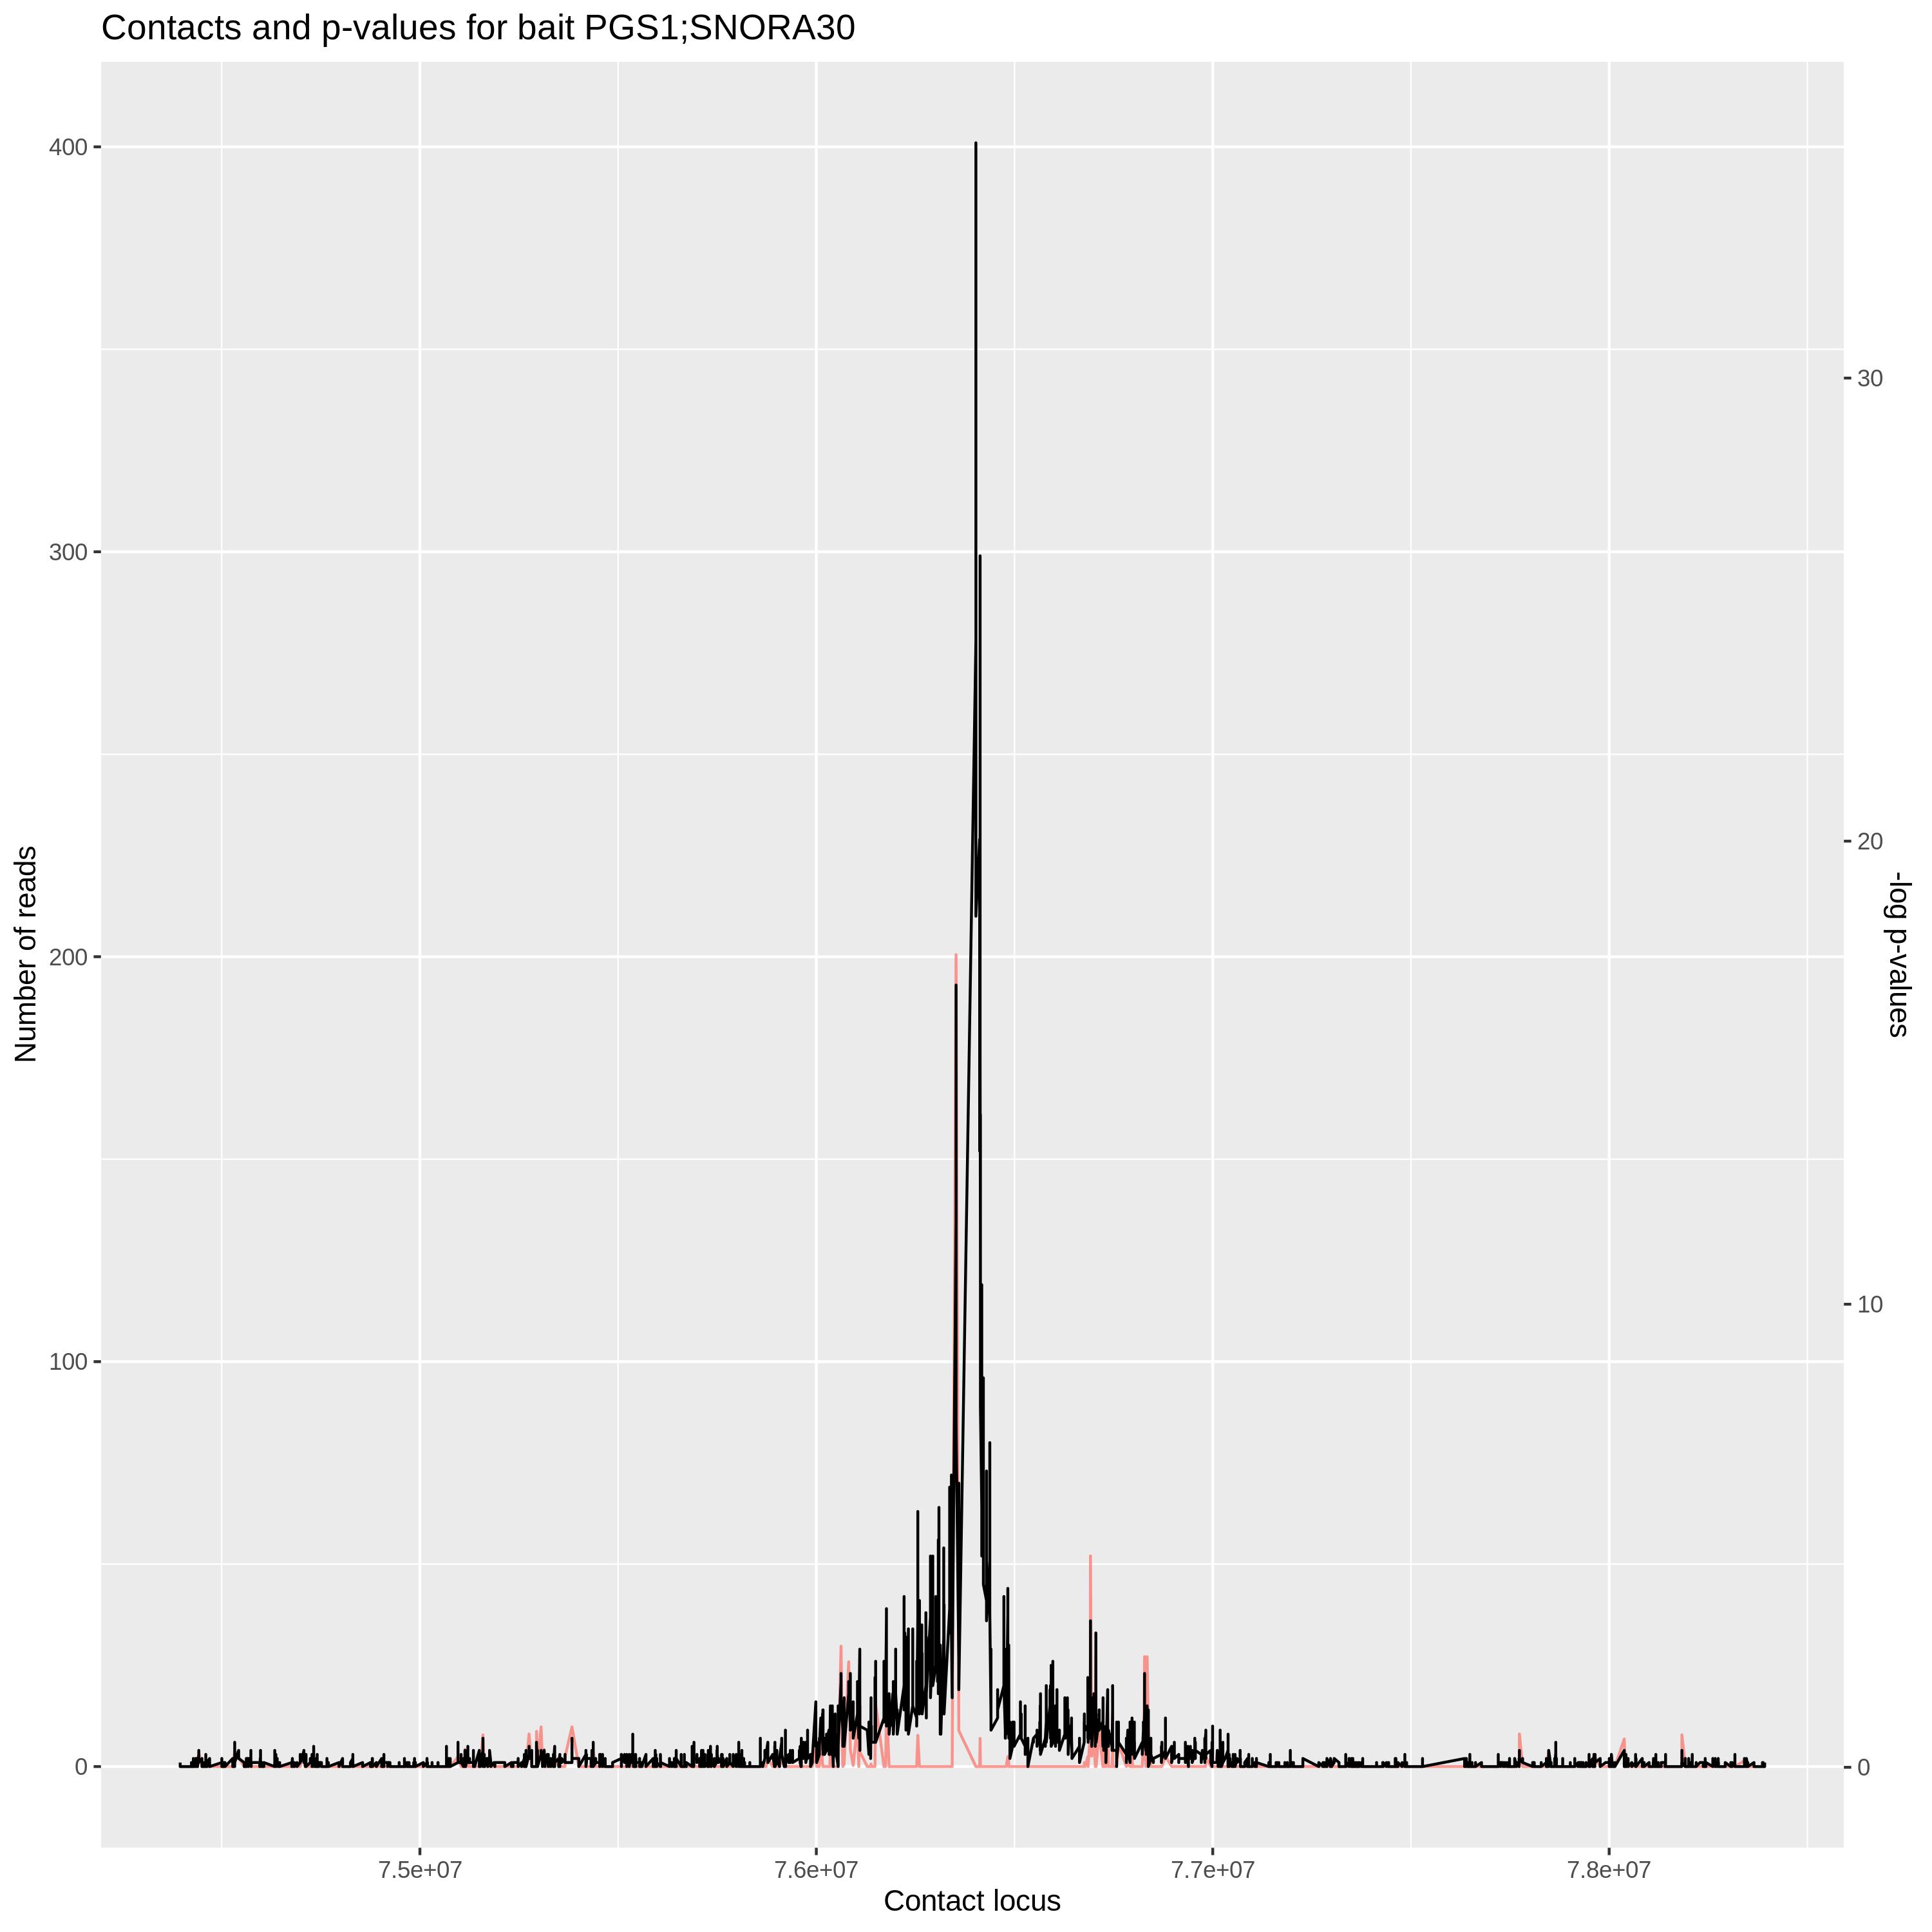 Contacts and p-values for bait PGS1;SNORA30
400
300
200
100
0
Number of reads
30
20
10
0
-log p-values
7.5e+07
7.6e+07
7.7e+07
7.8e+07
Contact locus